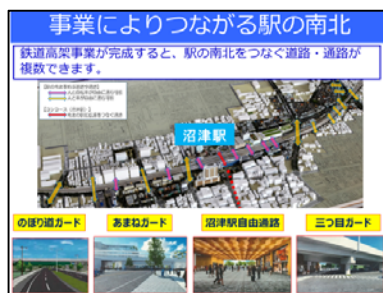 事業によりつながる駅の南北
鉄道高架事業が完成すると、駅の南北をつなぐ道路・通路が
複数できます。
沼津駅
のぼり道ガード
あまねガード
沼津駅自由通路
三つ目ガード